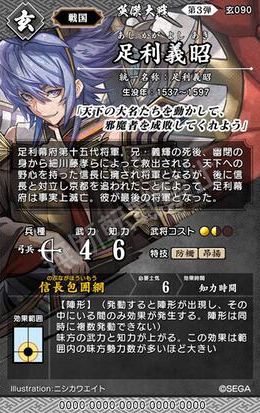 玄
戦国
英傑大戦
第3弾
玄090
あしかが よしあき
足利義昭
統一名称:足利義昭
生没年:1537~1597
「天下の大名たちを動かして、
邪魔者を成敗してくれよう」
足利幕府第十五代将軍。兄・義輝の死後、幽閉の
身から細川藤孝らによって救出される。天下への
野心を持った信長に擁され将軍となるが、後に信
長と対立し京都を追われたことによって、足利幕
府は事実上滅亡。彼が最後の将軍となった。
兵種
武力
知力
武将コスト
弓兵
4
6
特技
防柵
昂揚
のぶながほういもう
信長包囲網
必要士気
6
効果時間
知力時間
効果範囲
【陣形】(発動すると陣形が出現し、その
中にいる間のみ効果が発生する。陣形は同
時に複数発動できない)
味方の武力と知力が上がる。この効果は範
囲内の味方勢力数が多いほど大きい
Illustration:ニシカワエイト
©SEGA
0000-0000-0000-0000-0000